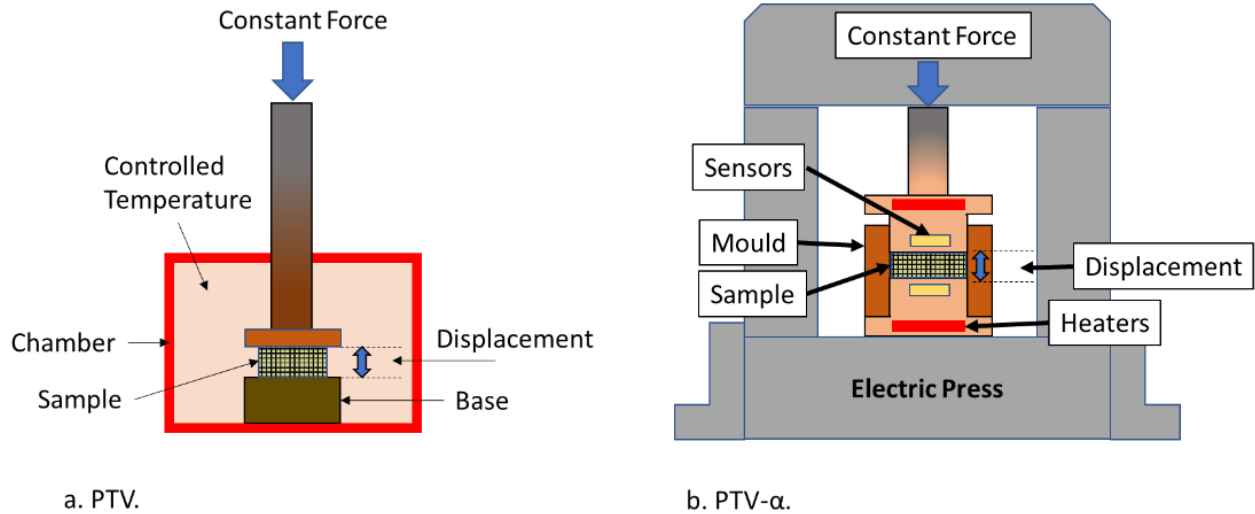 Constant Force
Controlled
Temperature
Chamber
Sample
Displacement
Base
a. PTV.
Constant Force
Sensors
Mould
Sample
Displacement
Heaters
Electric Press
b. PTV-α.